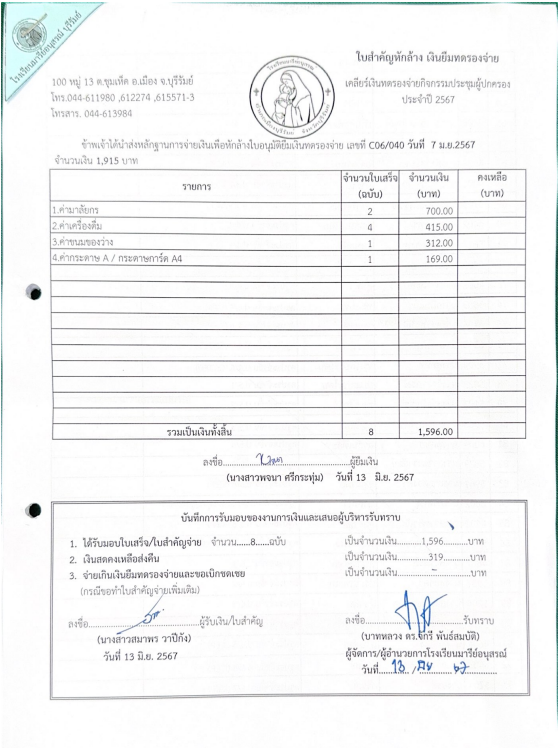 โรงเรียนมารีย์อนุสรณ์ บุรีรัมย์
ใบสำคัญหักล้าง เงินยืมทดรองจ่าย
100 หมู่ 13 ต.ชุมเห็ด อ.เมือง จ.บุรีรัมย์
เคลียร์เงินทดรองจ่ายกิจกรรมประชุมผู้ปกครอง
โทร.044-611980 ,612274 ,615571-3
ประจำปี 2567
โทรสาร. 044-613984
ข้าพเจ้าได้นำส่งหลักฐานการจ่ายเงินเพื่อหักล้างใบอนุมัติยืมเงินทดรองจ่าย เลขที่ C06/040 วันที่ 7 ม.ย.2567
จำนวนเงิน 1,915 บาท
รายการ จำนวนใบเสร็จ (ฉบับ) จำนวนเงิน (บาท) คงเหลือ (บาท)
1.ค่ามาลัยกร 2 700.00
2.ค่าเครื่องดื่ม 4 415.00
3.ค่าขนมของว่าง 1 312.00
4.ค่ากระดาษ A / กระดาษการ์ด A4 1 169.00
รวมเป็นเงินทั้งสิ้น 8 1,596.00
ลงชื่อ..............................ผู้ยืมเงิน
(นางสาวพจนา ศรีกระทุ่ม) วันที่ 13 มิ.ย. 2567
บันทึกการรับมอบของงานการเงินและเสนอผู้บริหารรับทราบ
1. ได้รับมอบใบเสร็จ/ใบสำคัญจ่าย จำนวน......8......ฉบับ เป็นจำนวนเงิน..........1,596..........บาท
2. เงินสดคงเหลือส่งคืน เป็นจำนวนเงิน...........319...........บาท
3. จ่ายเกินเงินยืมทดรองจ่ายและขอเบิกชดเชย เป็นจำนวนเงิน............-............บาท
(กรณีขอทำใบสำคัญจ่ายเพิ่มเติม)
ลงชื่อ..............................ผู้รับเงิน/ใบสำคัญ ลงชื่อ..............................รับทราบ
(นางสาวสมาพร วาปีกัง) (บาทหลวง ดร.จักรี พันธ์สมบัติ)
วันที่ 13 มิ.ย. 2567 ผู้จัดการ/ผู้อำนวยการโรงเรียนมารีย์อนุสรณ์
วันที่ 13 / มิย 67